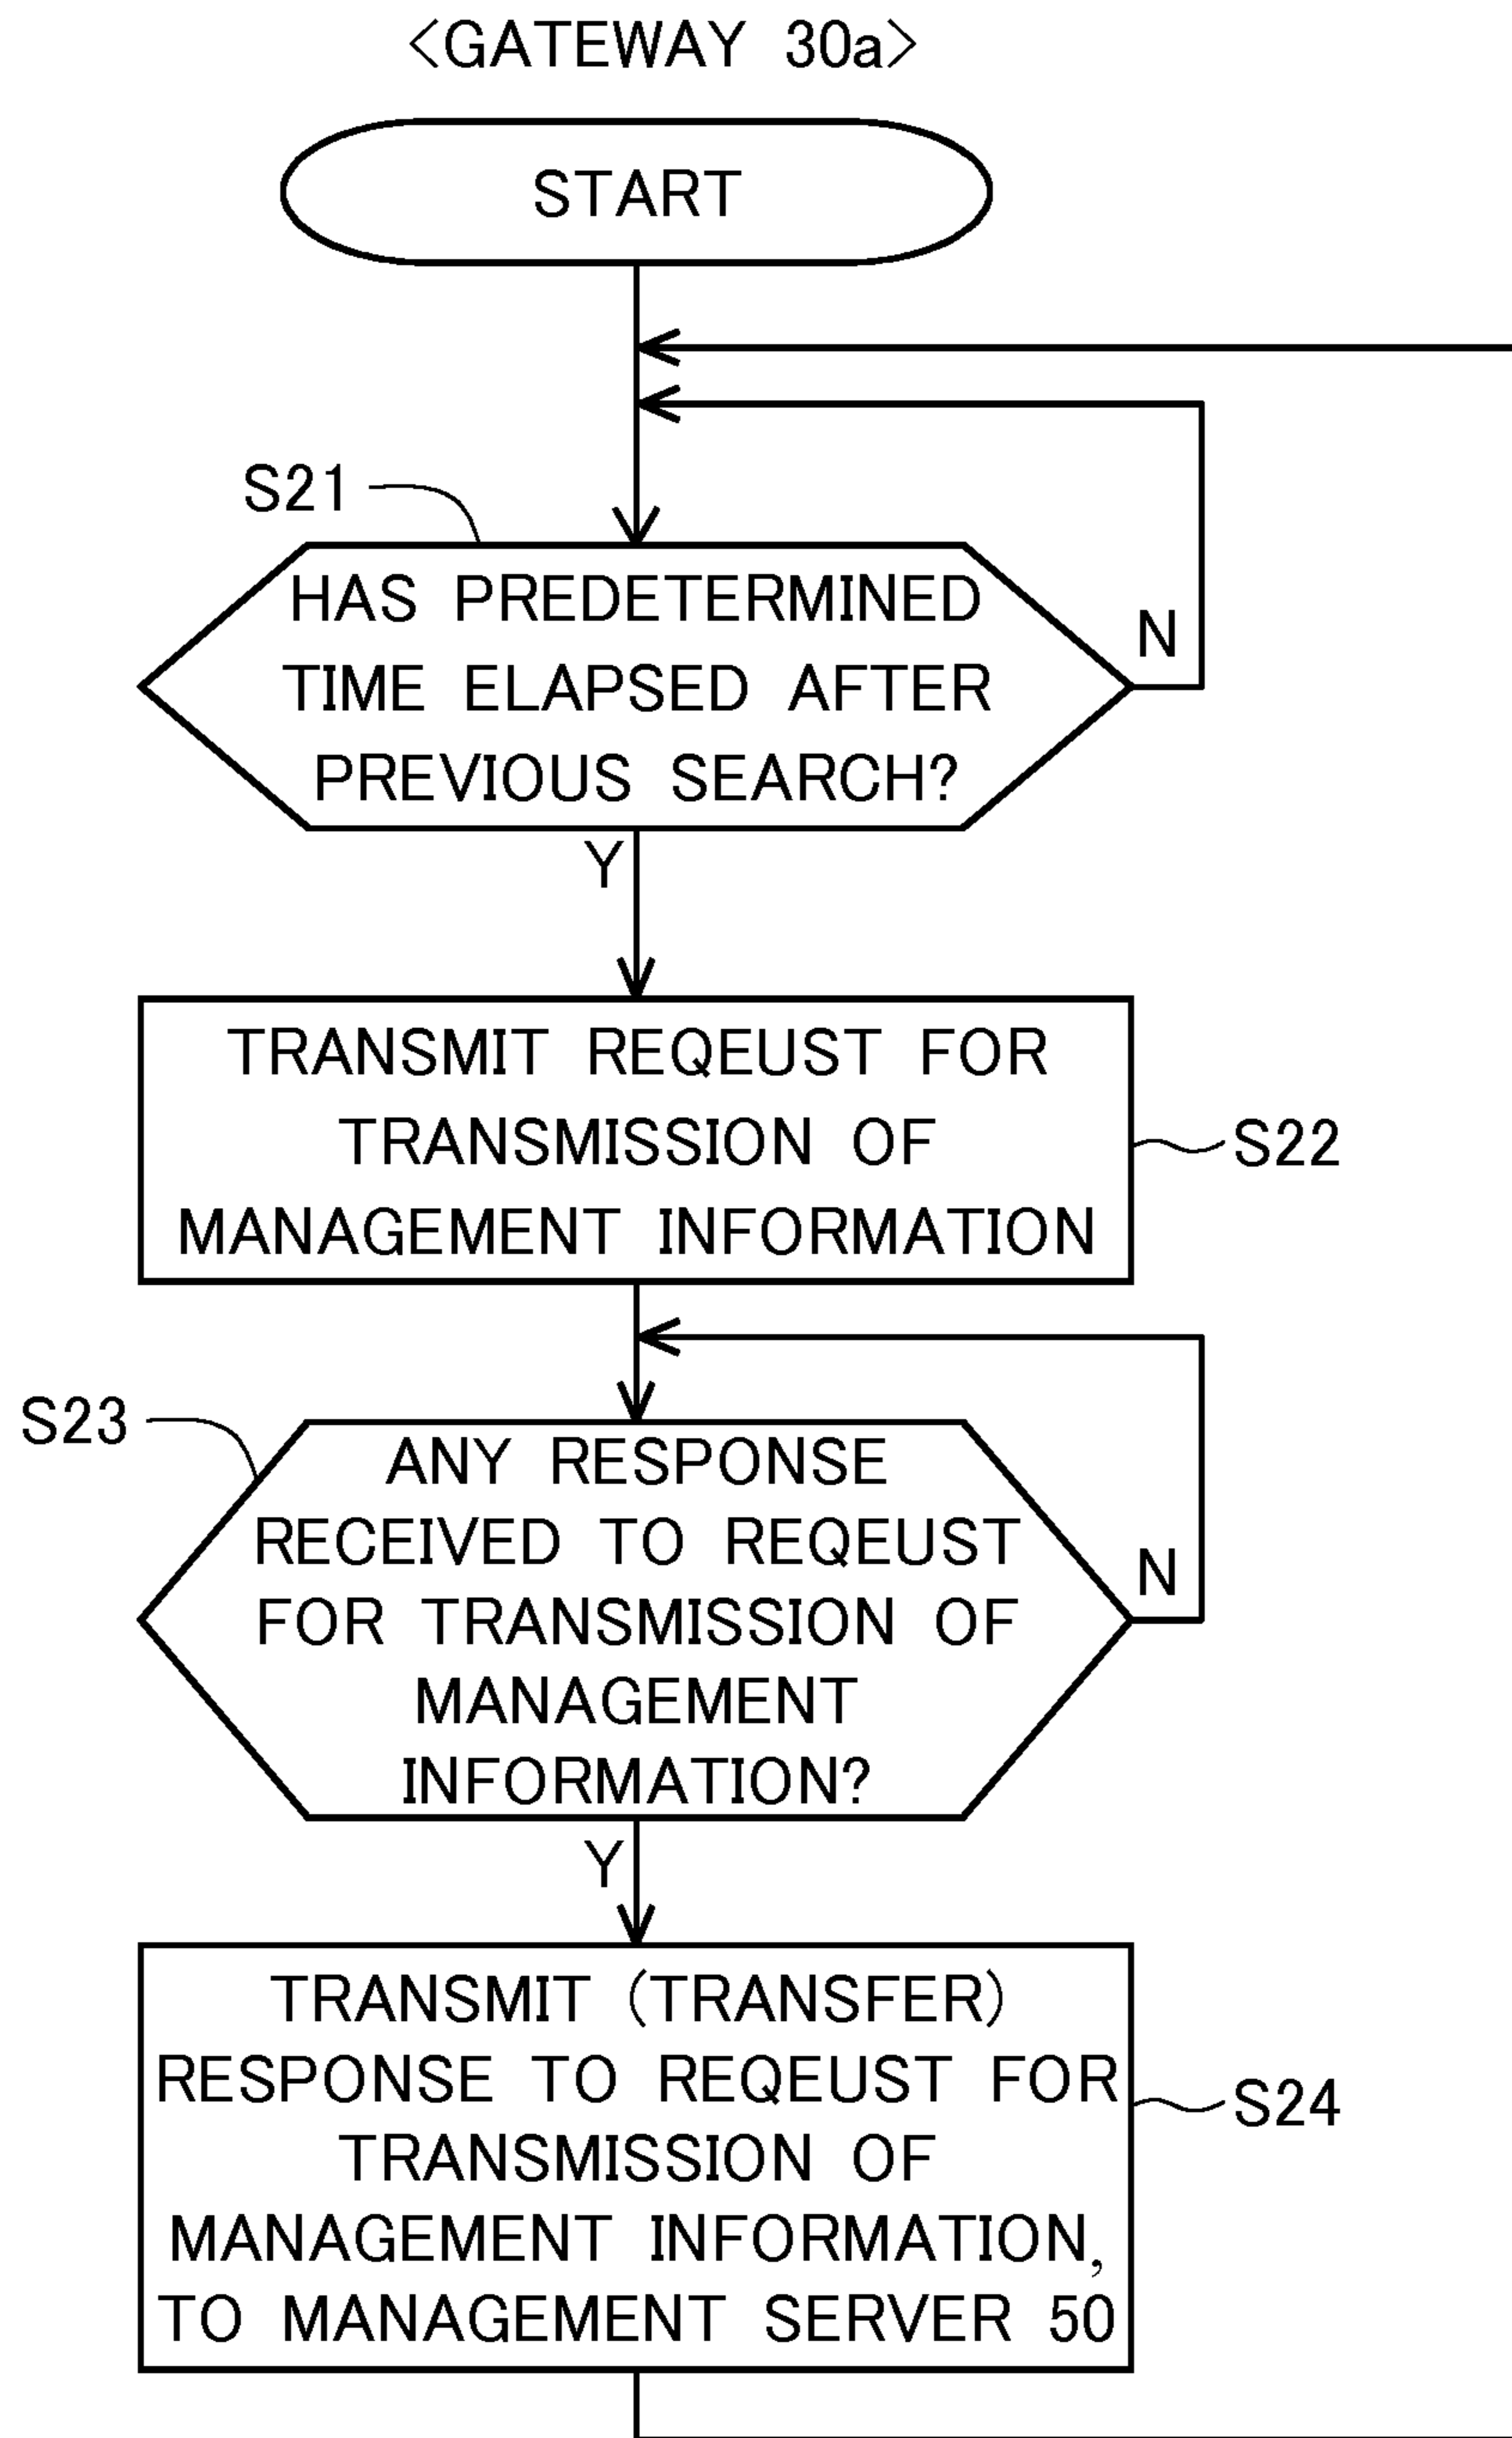 <GATEWAY 30a>
START
S21
HAS PREDETERMINED
TIME ELAPSED AFTER
PREVIOUS SEARCH?
N
Y
TRANSMIT REQEUST FOR
TRANSMISSION OF
MANAGEMENT INFORMATION
S22
S23
ANY RESPONSE
RECEIVED TO REQEUST
FOR TRANSMISSION OF
MANAGEMENT
INFORMATION?
N
Y
TRANSMIT (TRANSFER)
RESPONSE TO REQEUST FOR
TRANSMISSION OF
MANAGEMENT INFORMATION,
TO MANAGEMENT SERVER 50
S24